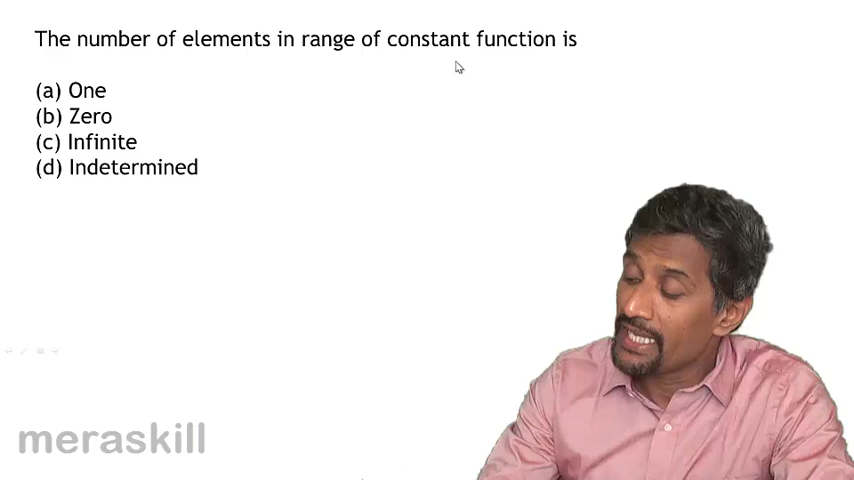 The number of elements in range of constant function is
(a) One
(b) Zero
(c) Infinite
(d) Indetermined
meraskill